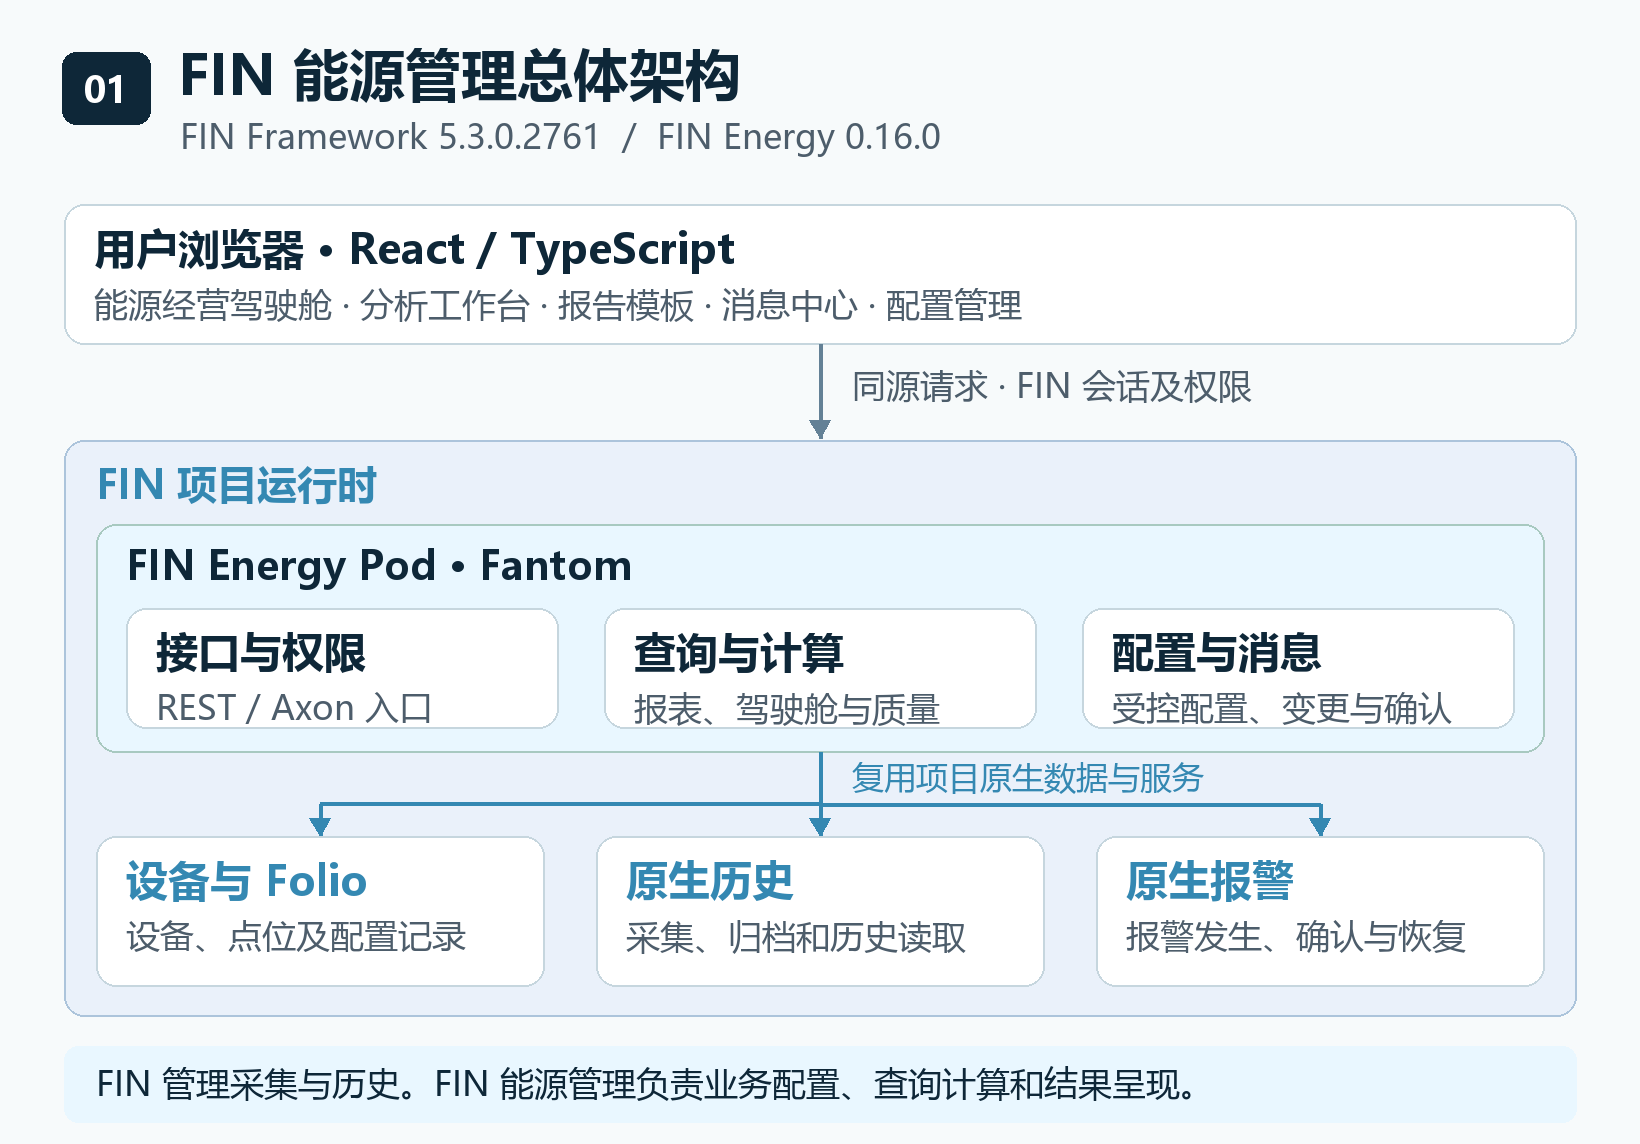 01
FIN 能源管理总体架构
FIN Framework 5.3.0.2761 / FIN Energy 0.16.0
用户浏览器 • React / TypeScript
能源经营驾驶舱 · 分析工作台 · 报告模板 · 消息中心 · 配置管理
同源请求 · FIN 会话及权限
FIN 项目运行时
FIN Energy Pod • Fantom
接口与权限
REST / Axon 入口
查询与计算
报表、驾驶舱与质量
配置与消息
受控配置、变更与确认
复用项目原生数据与服务
设备与 Folio
设备、点位及配置记录
原生历史
采集、归档和历史读取
原生报警
报警发生、确认与恢复
FIN 管理采集与历史。FIN 能源管理负责业务配置、查询计算和结果呈现。